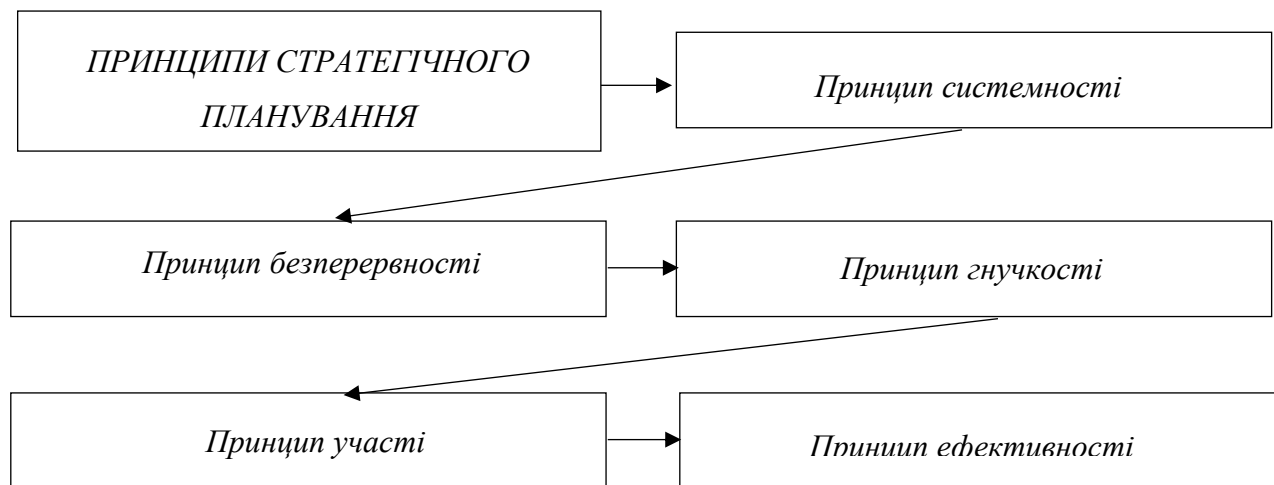 ПРИНЦИПИ СТРАТЕГІЧНОГО
ПЛАНУВАННЯ
Принцип системності
Принцип безперервності
Принцип гнучкості
Принцип участі
Принцип ефективності